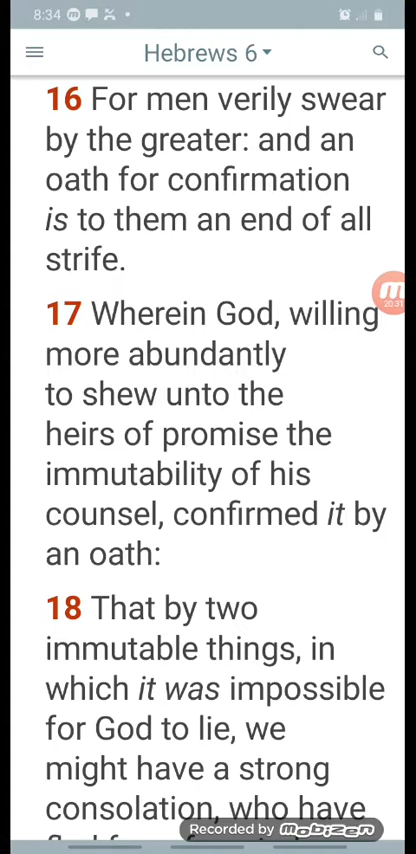 8:34
Hebrews 6
16 For men verily swear
by the greater: and an
oath for confirmation
is to them an end of all
strife.
20:31
17 Wherein God, willing
more abundantly
to shew unto the
heirs of promise the
immutability of his
counsel, confirmed it by
an oath:
18 That by two
immutable things, in
which it was impossible
for God to lie, we
might have a strong
consolation, who have
Recorded by mobizen